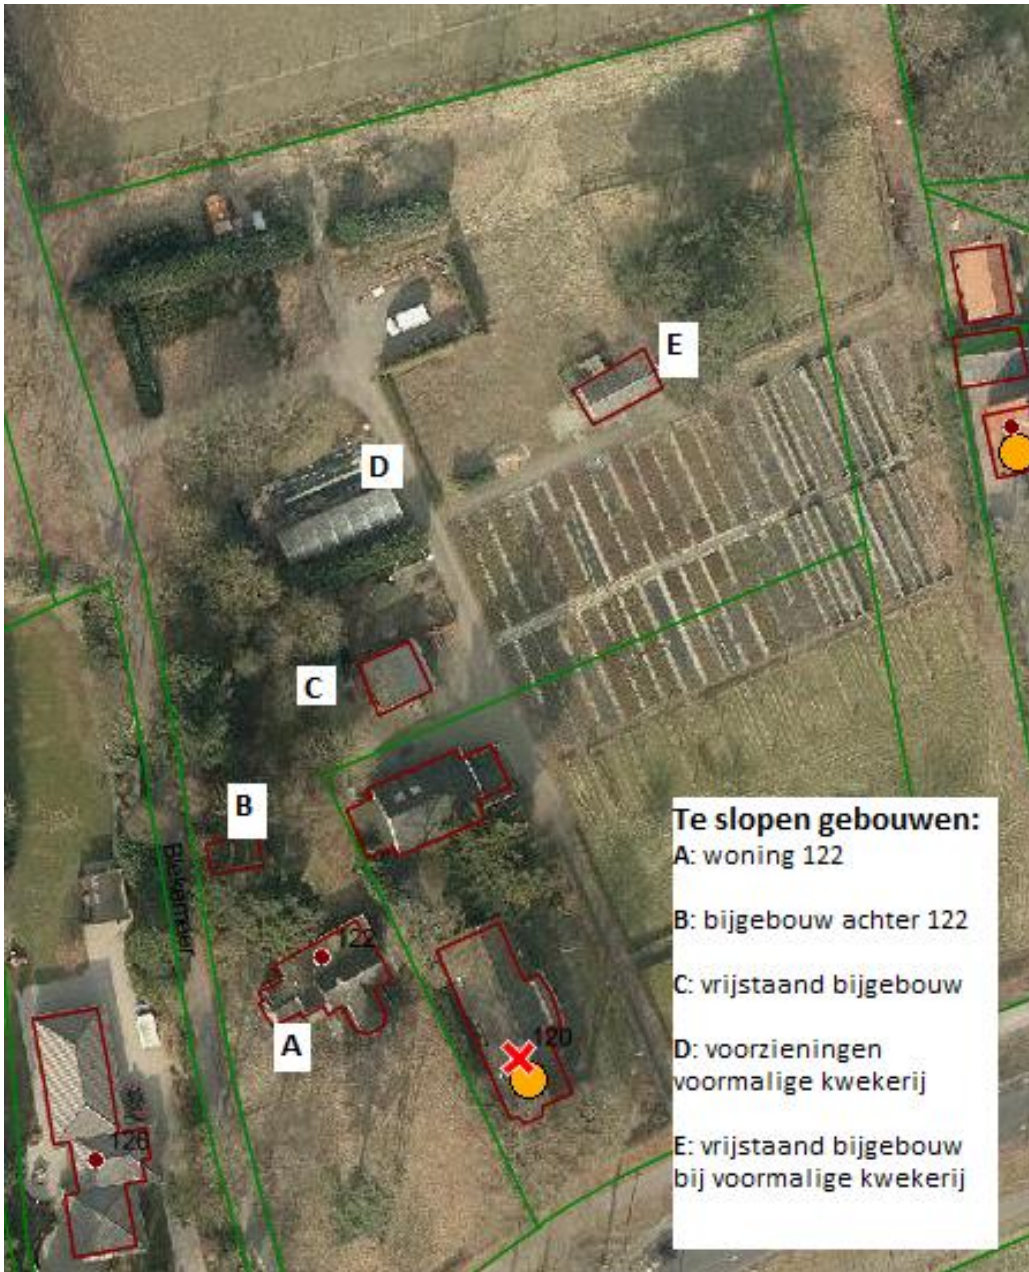 E
D
C
B
122
A
120
126
Te slopen gebouwen:
A: woning 122
B: bijgebouw achter 122
C: vrijstaand bijgebouw
D: voorzieningen
voormalige kwekerij
E: vrijstaand bijgebouw
bij voormalige kwekerij